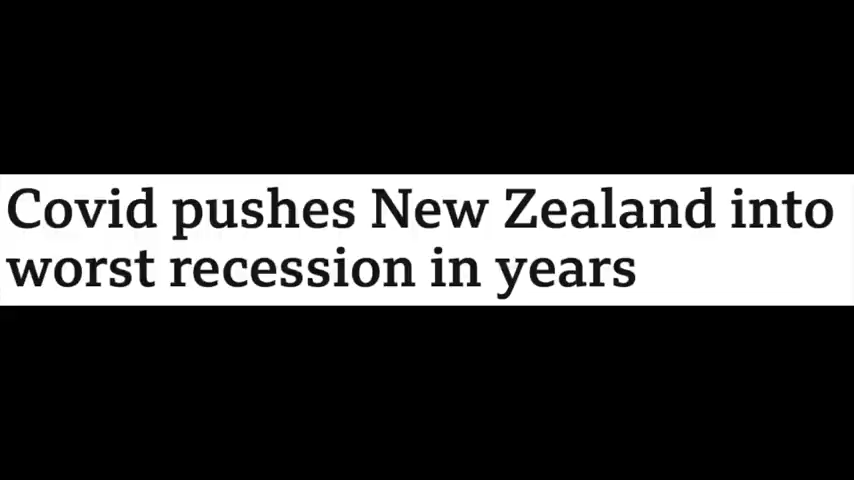 Covid pushes New Zealand into
worst recession in years